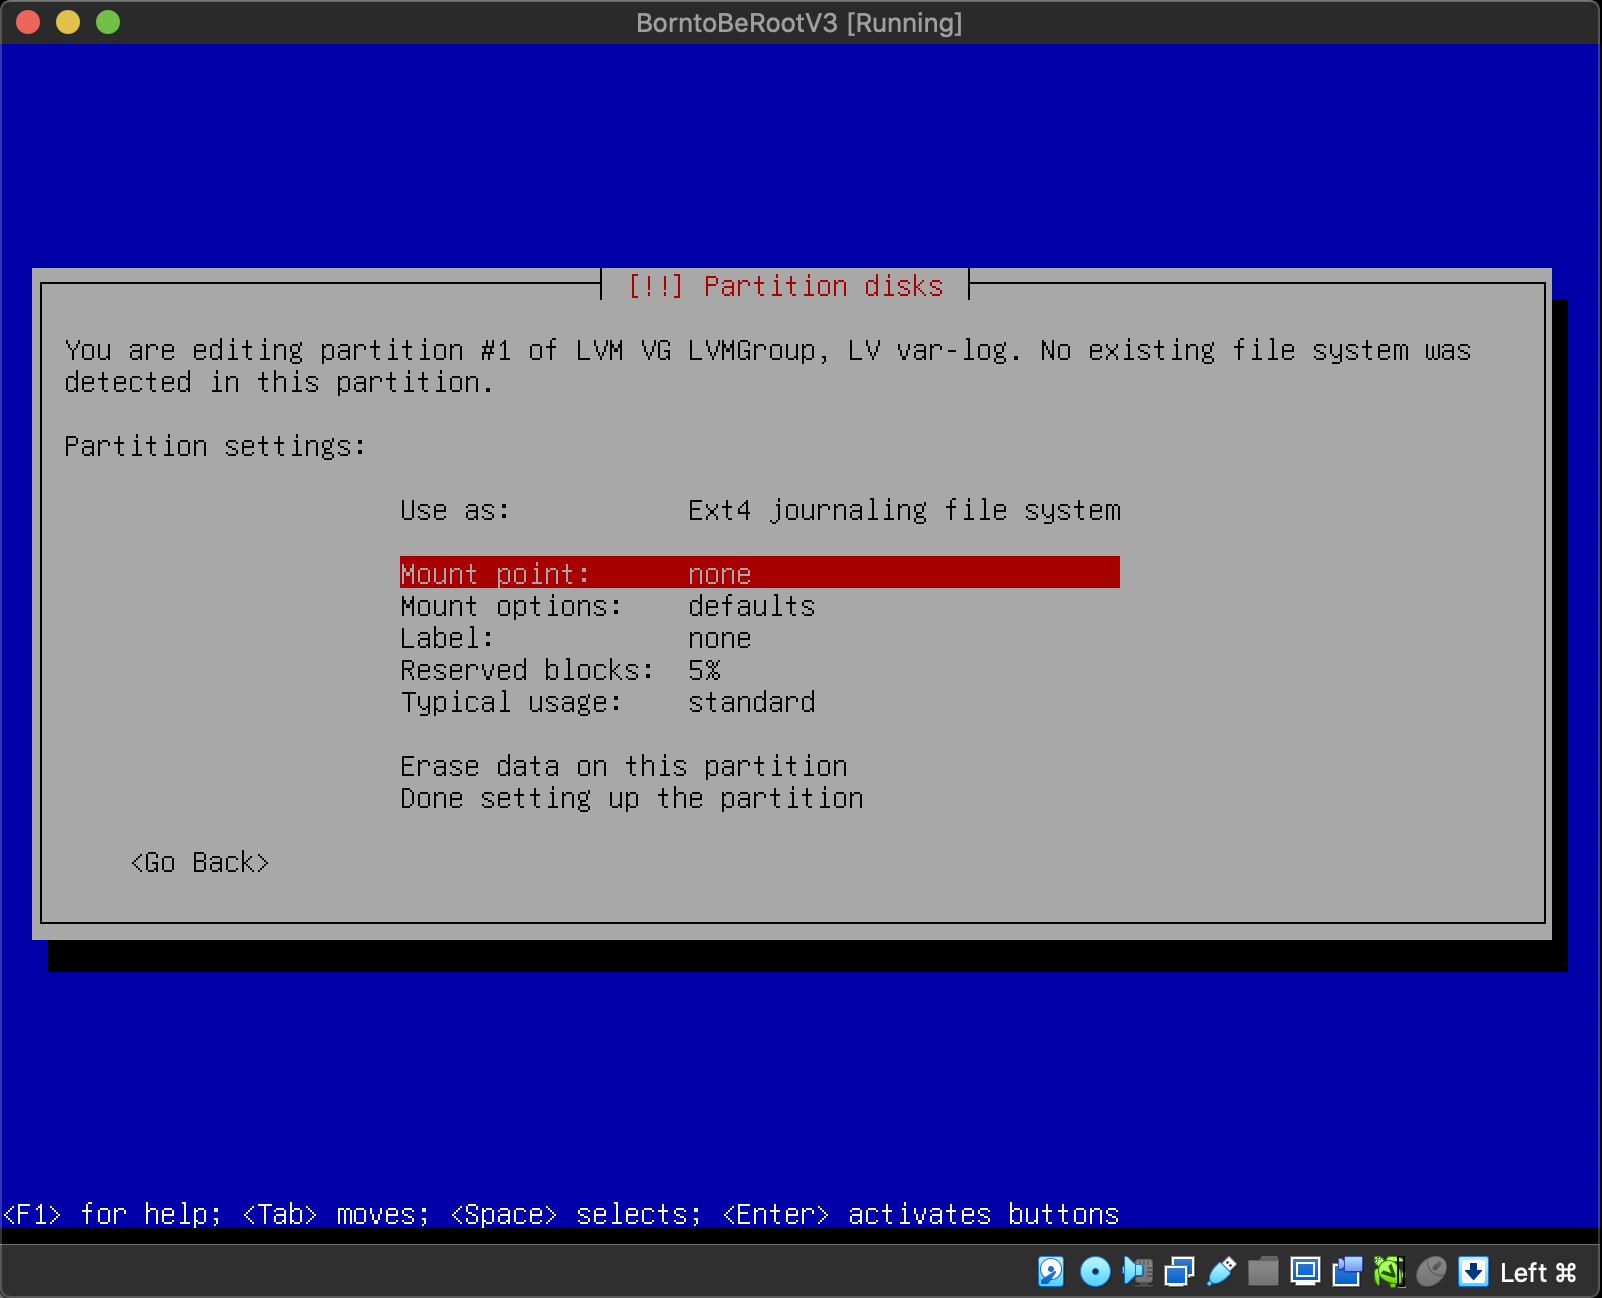 BorntoBeRootV3 [Running]
[!!] Partition disks
You are editing partition #1 of LVM VG LVMGroup, LV var-log. No existing file system was
detected in this partition.
Partition settings:
Use as: Ext4 journaling file system
Mount point: none
Mount options: defaults
Label: none
Reserved blocks: 5%
Typical usage: standard
Erase data on this partition
Done setting up the partition
<Go Back>
<F1> for help; <Tab> moves; <Space> selects; <Enter> activates buttons
Left ⌘